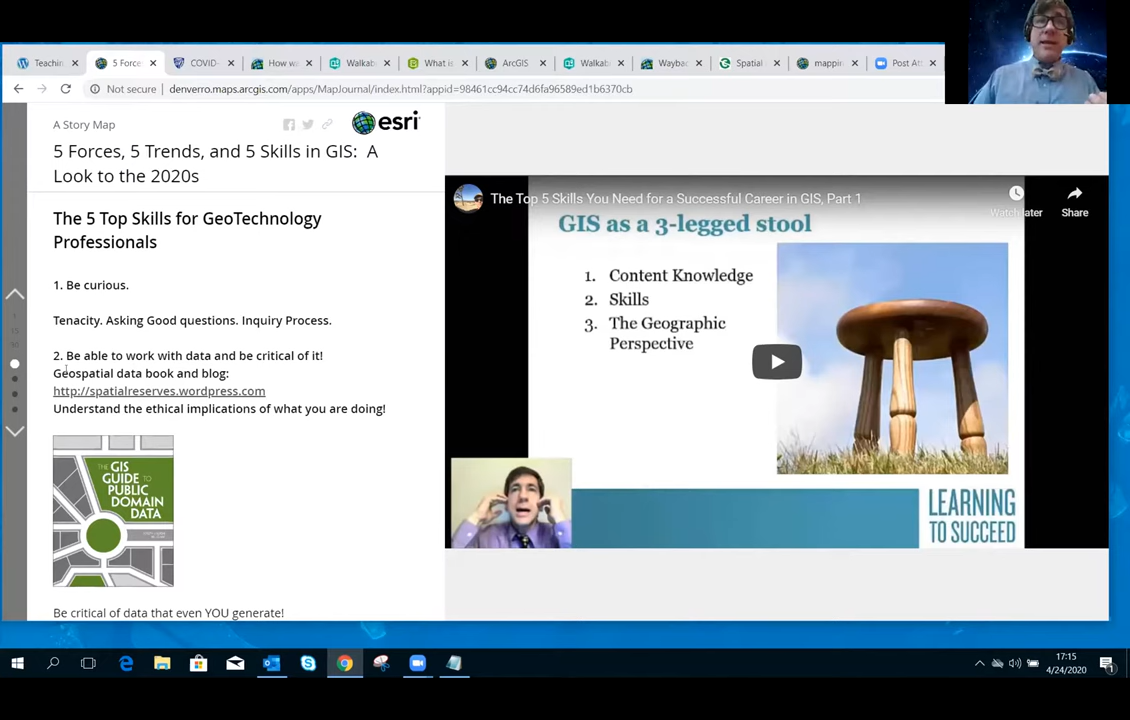 Teachin
5 Force
COVID-
How wa
Walkab
What is
ArcGIS
Walkab
Wayba
Spatial
mappin
Post Att
Not secure
denverro.maps.arcgis.com/apps/MapJournal/index.html?appid=98461cc94cc74d6fa96589ed1b6370cb
A Story Map
esri
5 Forces, 5 Trends, and 5 Skills in GIS: A
Look to the 2020s
The 5 Top Skills for GeoTechnology
Professionals
1. Be curious.
Tenacity. Asking Good questions. Inquiry Process.
2. Be able to work with data and be critical of it!
Geospatial data book and blog:
http://spatialreserves.wordpress.com
Understand the ethical implications of what you are doing!
THE GIS
GUIDE TO
PUBLIC
DOMAIN
DATA
Be critical of data that even YOU generate!
The Top 5 Skills You Need for a Successful Career in GIS, Part 1
Watch later
Share
GIS as a 3-legged stool
1. Content Knowledge
2. Skills
3. The Geographic
Perspective
LEARNING
TO SUCCEED
17:15
4/24/2020
1